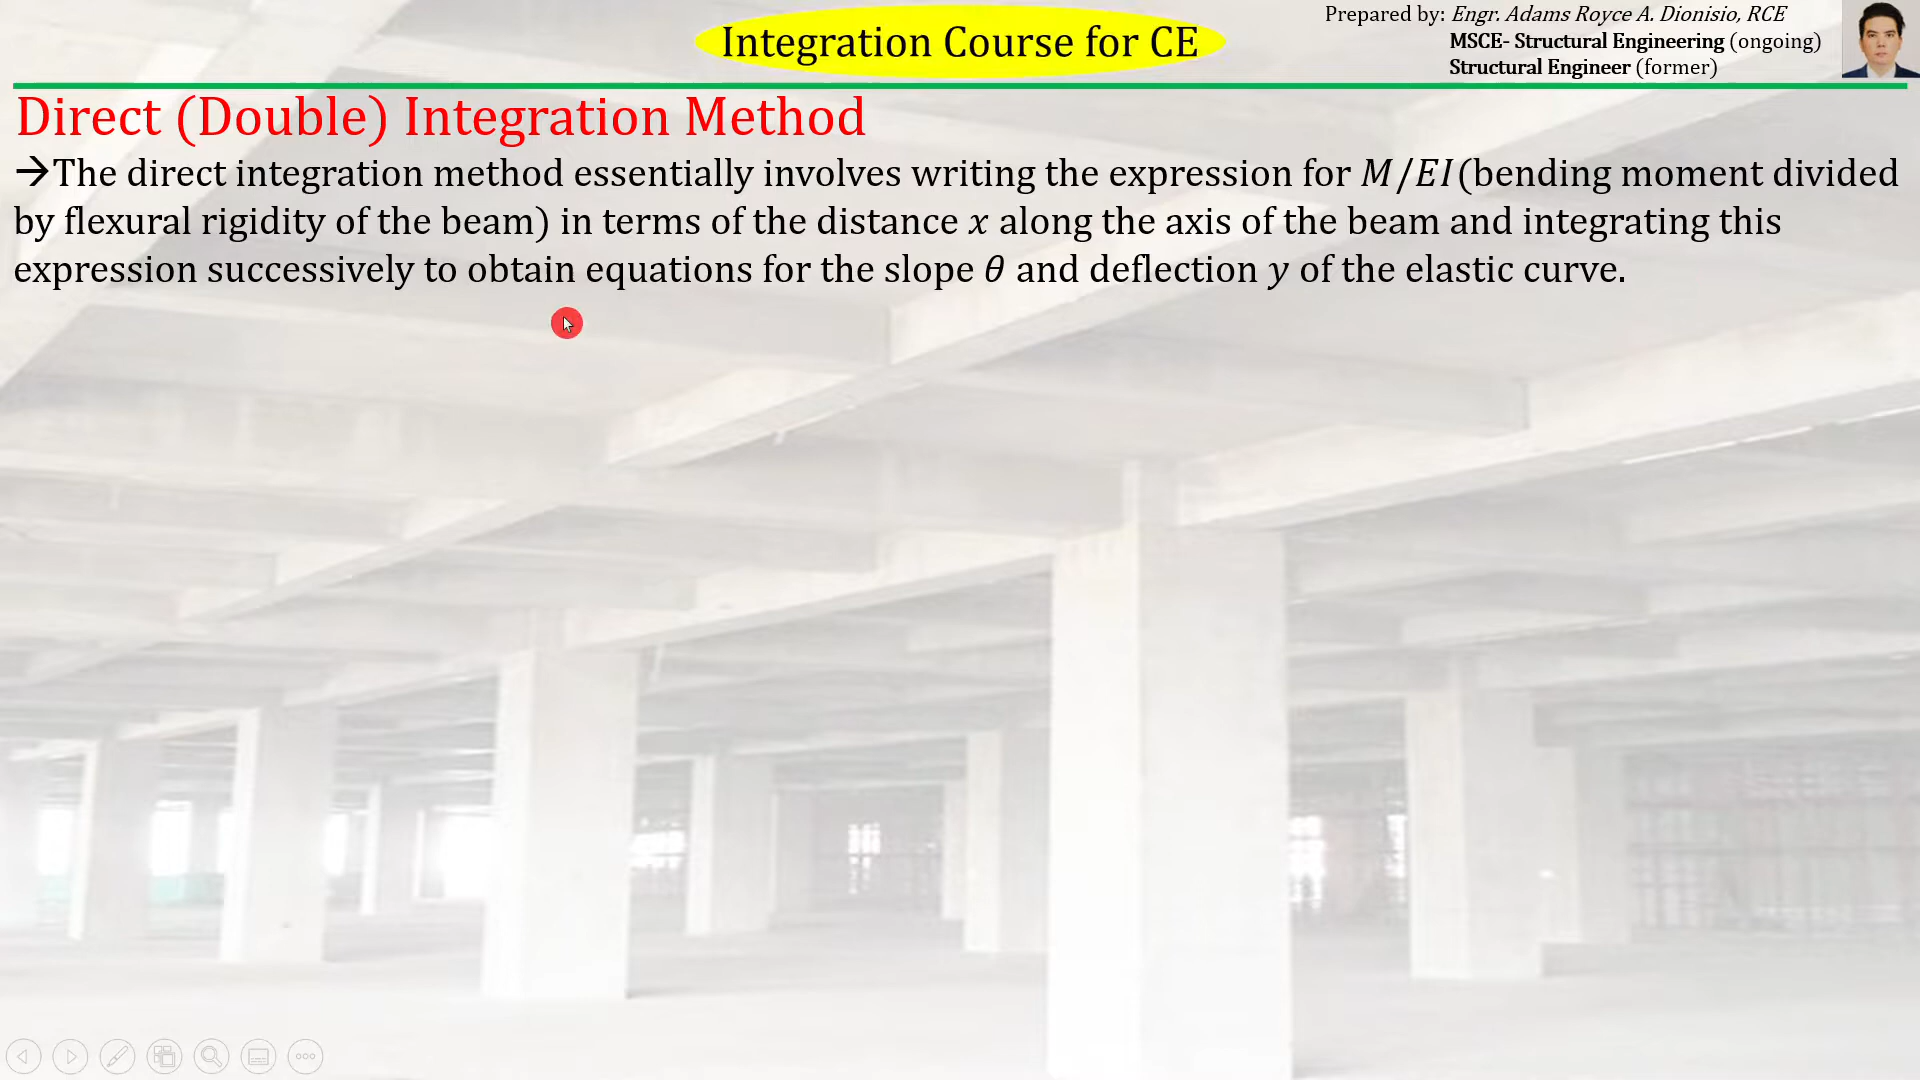 Integration Course for CE
Prepared by: Engr. Adams Royce A. Dionisio, RCE
MSCE- Structural Engineering (ongoing)
Structural Engineer (former)
Direct (Double) Integration Method
→The direct integration method essentially involves writing the expression for M/EI(bending moment divided
by flexural rigidity of the beam) in terms of the distance x along the axis of the beam and integrating this
expression successively to obtain equations for the slope θ and deflection y of the elastic curve.